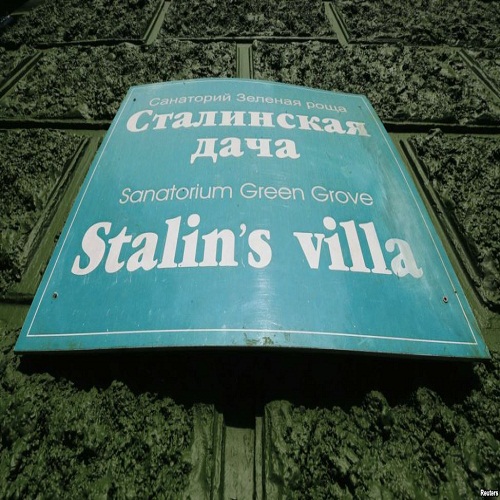 Санаторий Зеленая роща
Сталинская
дача
Sanatorium Green Grove
Stalin's villa
Reuters